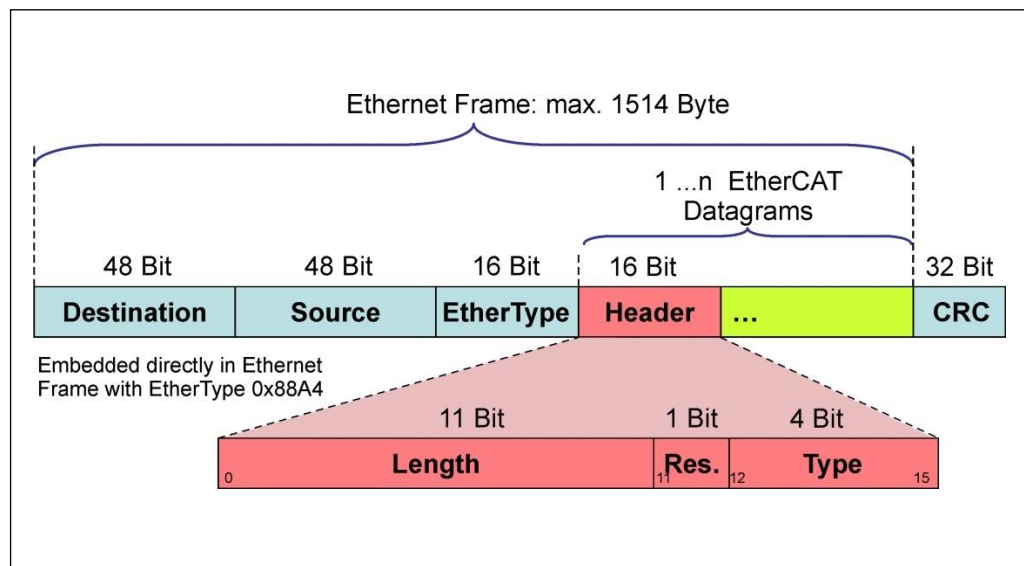 Ethernet Frame: max. 1514 Byte
1 ...n EtherCAT
Datagrams
48 Bit 48 Bit 16 Bit 16 Bit 32 Bit
Destination Source EtherType Header ... CRC
Embedded directly in Ethernet
Frame with EtherType 0x88A4
11 Bit 1 Bit 4 Bit
Length Res. Type
0 11 12 15